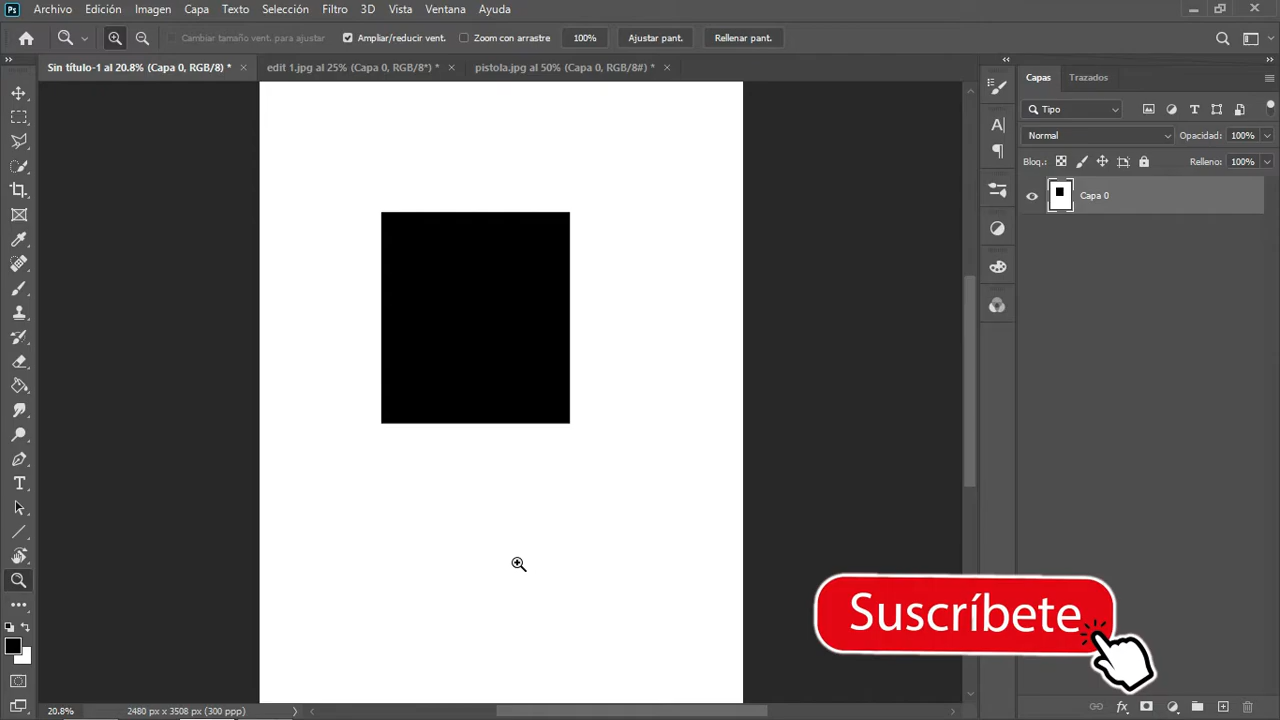 Ps Archivo Edición Imagen Capa Texto Selección Filtro 3D Vista Ventana Ayuda
Cambiar tamaño vent. para ajustar Ampliar/reducir vent. Zoom con arrastre 100% Ajustar pant. Rellenar pant.
Sin título-1 al 20.8% (Capa 0, RGB/8) * edit 1.jpg al 25% (Capa 0, RGB/8*) * pistola.jpg al 50% (Capa 0, RGB/8#) *
Capas Trazados
Tipo
Normal Opacidad: 100%
Bloq.: Relleno: 100%
Capa 0
Suscríbete
20.8% 2480 px x 3508 px (300 ppp)